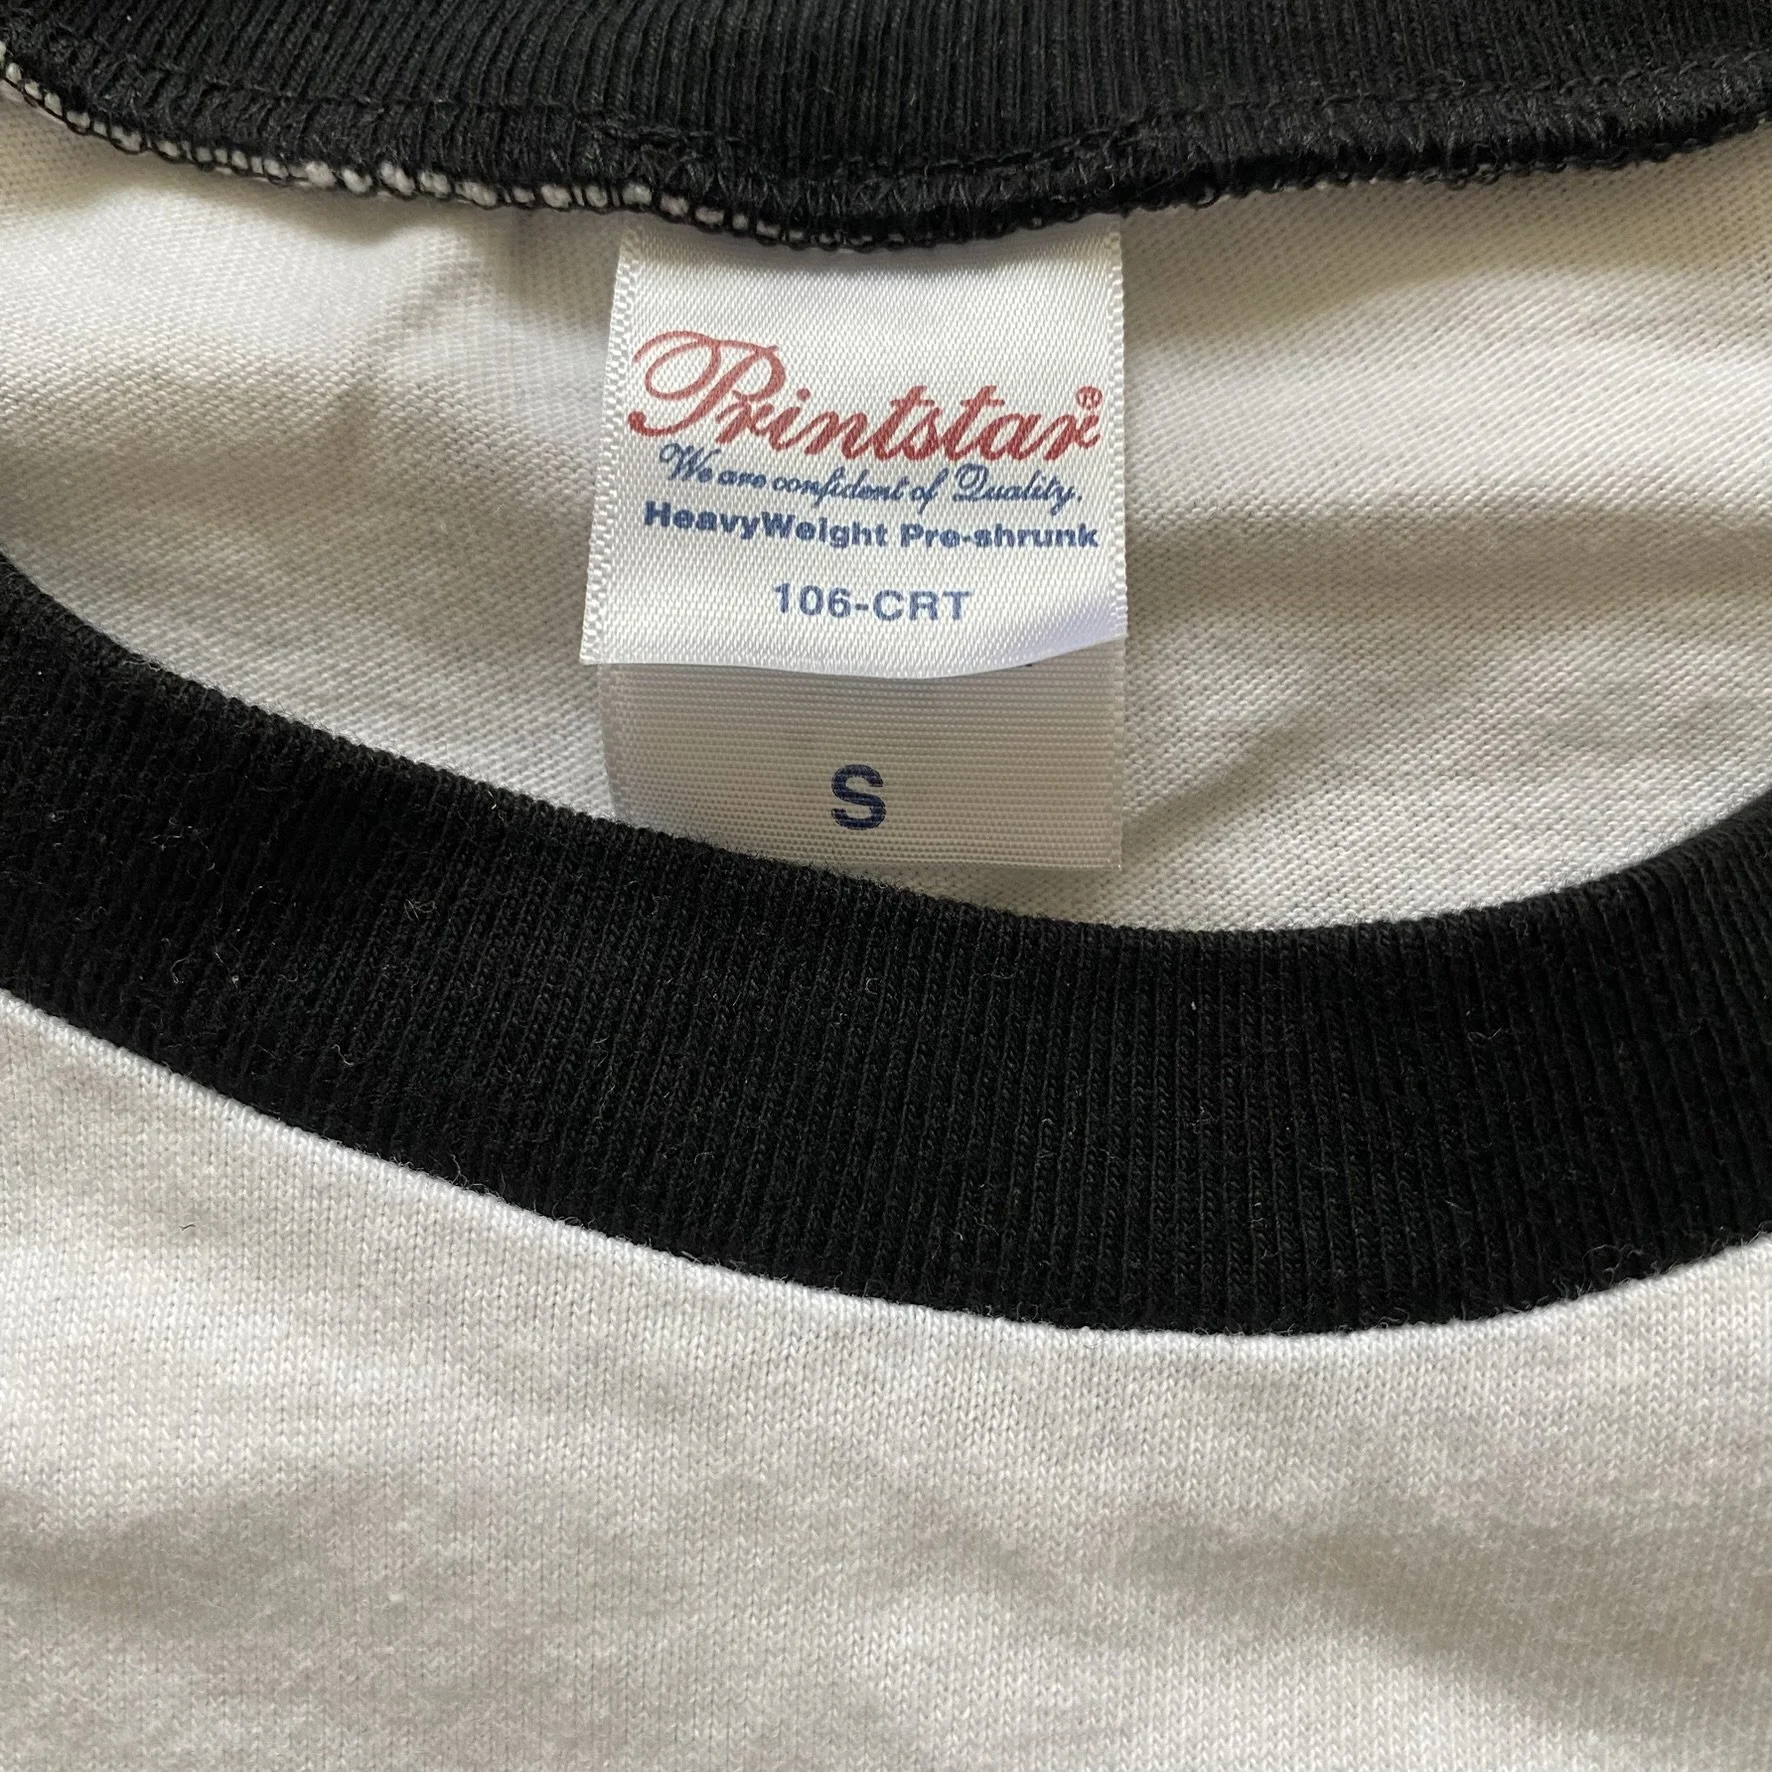 Printstar®
We are confident of Quality.
HeavyWeight Pre-shrunk
106-CRT
S